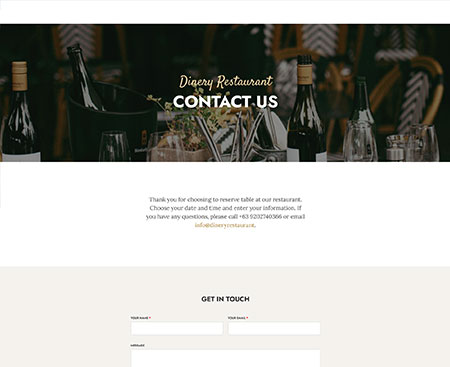 Dinery Restaurant
CONTACT US
Thank you for choosing to reserve table at our restaurant.
Choose your date and time and enter your information. If
you have any questions, please call +63 9202740366 or email
info@dineryrestaurant.
GET IN TOUCH
YOUR NAME *
YOUR EMAIL *
MESSAGE